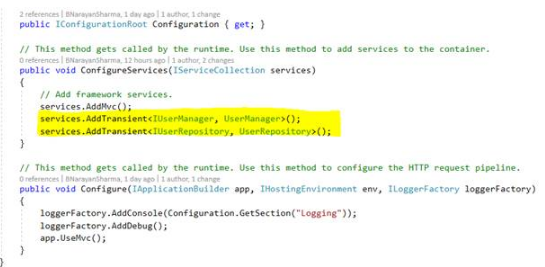 2 references | BNarayanSharma, 1 day ago | 1 author, 1 change
public IConfigurationRoot Configuration { get; }
// This method gets called by the runtime. Use this method to add services to the container.
0 references | BNarayanSharma, 12 hours ago | 1 author, 2 changes
public void ConfigureServices(IServiceCollection services)
{
// Add framework services.
services.AddMvc();
services.AddTransient<IUserManager, UserManager>();
services.AddTransient<IUserRepository, UserRepository>();
}
// This method gets called by the runtime. Use this method to configure the HTTP request pipeline.
0 references | BNarayanSharma, 1 day ago | 1 author, 1 change
public void Configure(IApplicationBuilder app, IHostingEnvironment env, ILoggerFactory loggerFactory)
{
loggerFactory.AddConsole(Configuration.GetSection("Logging"));
loggerFactory.AddDebug();
app.UseMvc();
}
}